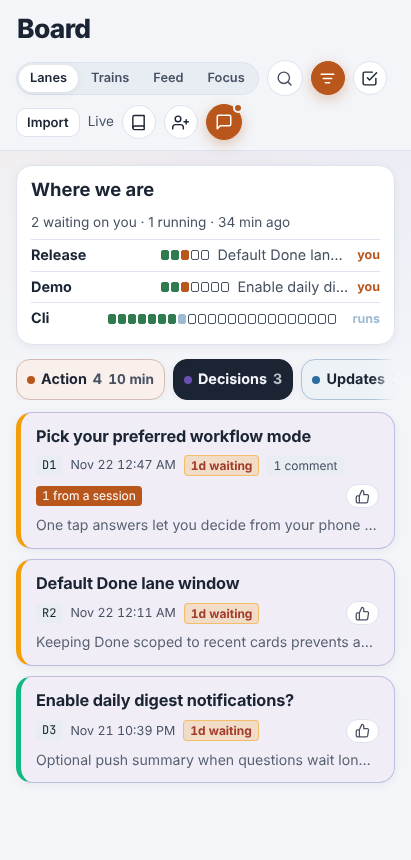 Board
Lanes Trains Feed Focus
Import Live
Where we are
2 waiting on you · 1 running · 34 min ago
Release Default Done lan... you
Demo Enable daily di... you
Cli runs
Action 4 10 min Decisions 3 Updates
Pick your preferred workflow mode
D1 Nov 22 12:47 AM 1d waiting 1 comment
1 from a session
One tap answers let you decide from your phone ...
Default Done lane window
R2 Nov 22 12:11 AM 1d waiting
Keeping Done scoped to recent cards prevents a...
Enable daily digest notifications?
D3 Nov 21 10:39 PM 1d waiting
Optional push summary when questions wait lon...